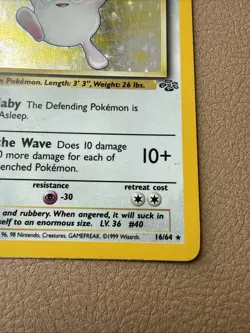 s Pokémon. Length: 3' 3", Weight: 26 lbs.
laby The Defending Pokémon is
Asleep.
the Wave Does 10 damage
0 more damage for each of
enched Pokémon.
10+
resistance
-30
retreat cost
and rubbery. When angered, it will suck in
self to an enormous size. LV. 36 #40
96, 98 Nintendo, Creatures, GAMEFREAK. ©1999 Wizards.
16/64